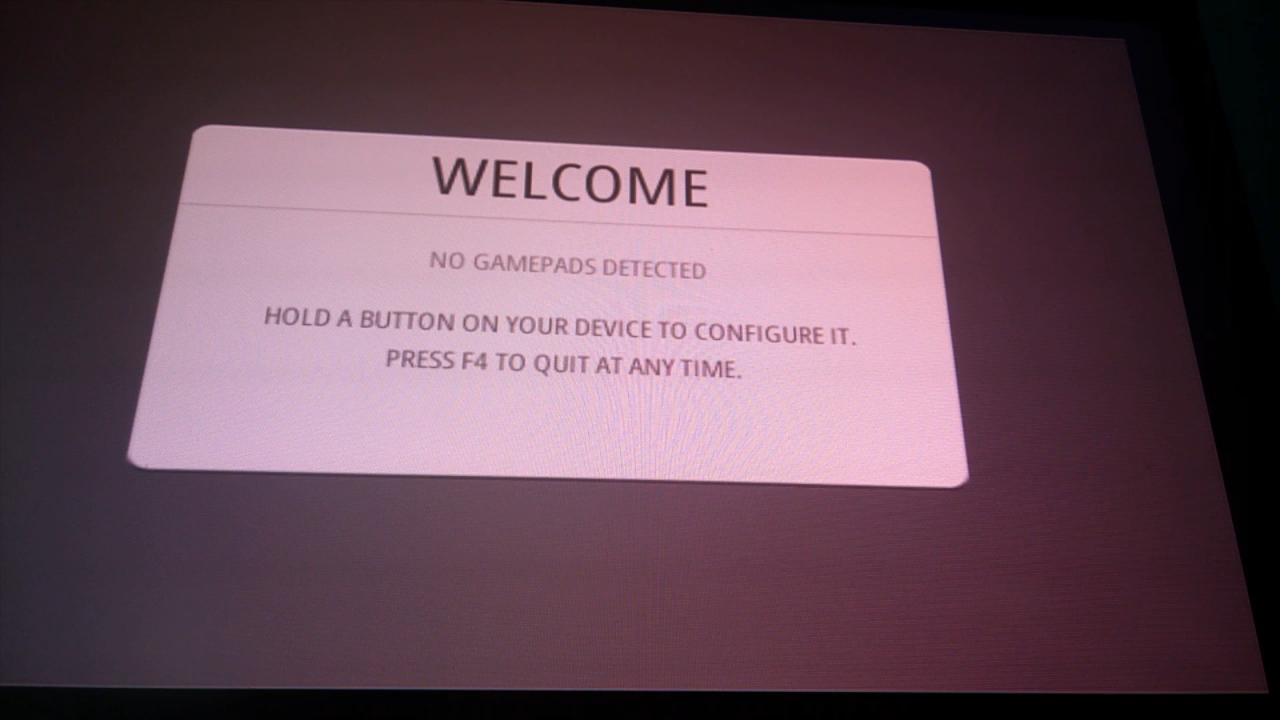 WELCOME
NO GAMEPADS DETECTED
HOLD A BUTTON ON YOUR DEVICE TO CONFIGURE IT.
PRESS F4 TO QUIT AT ANY TIME.